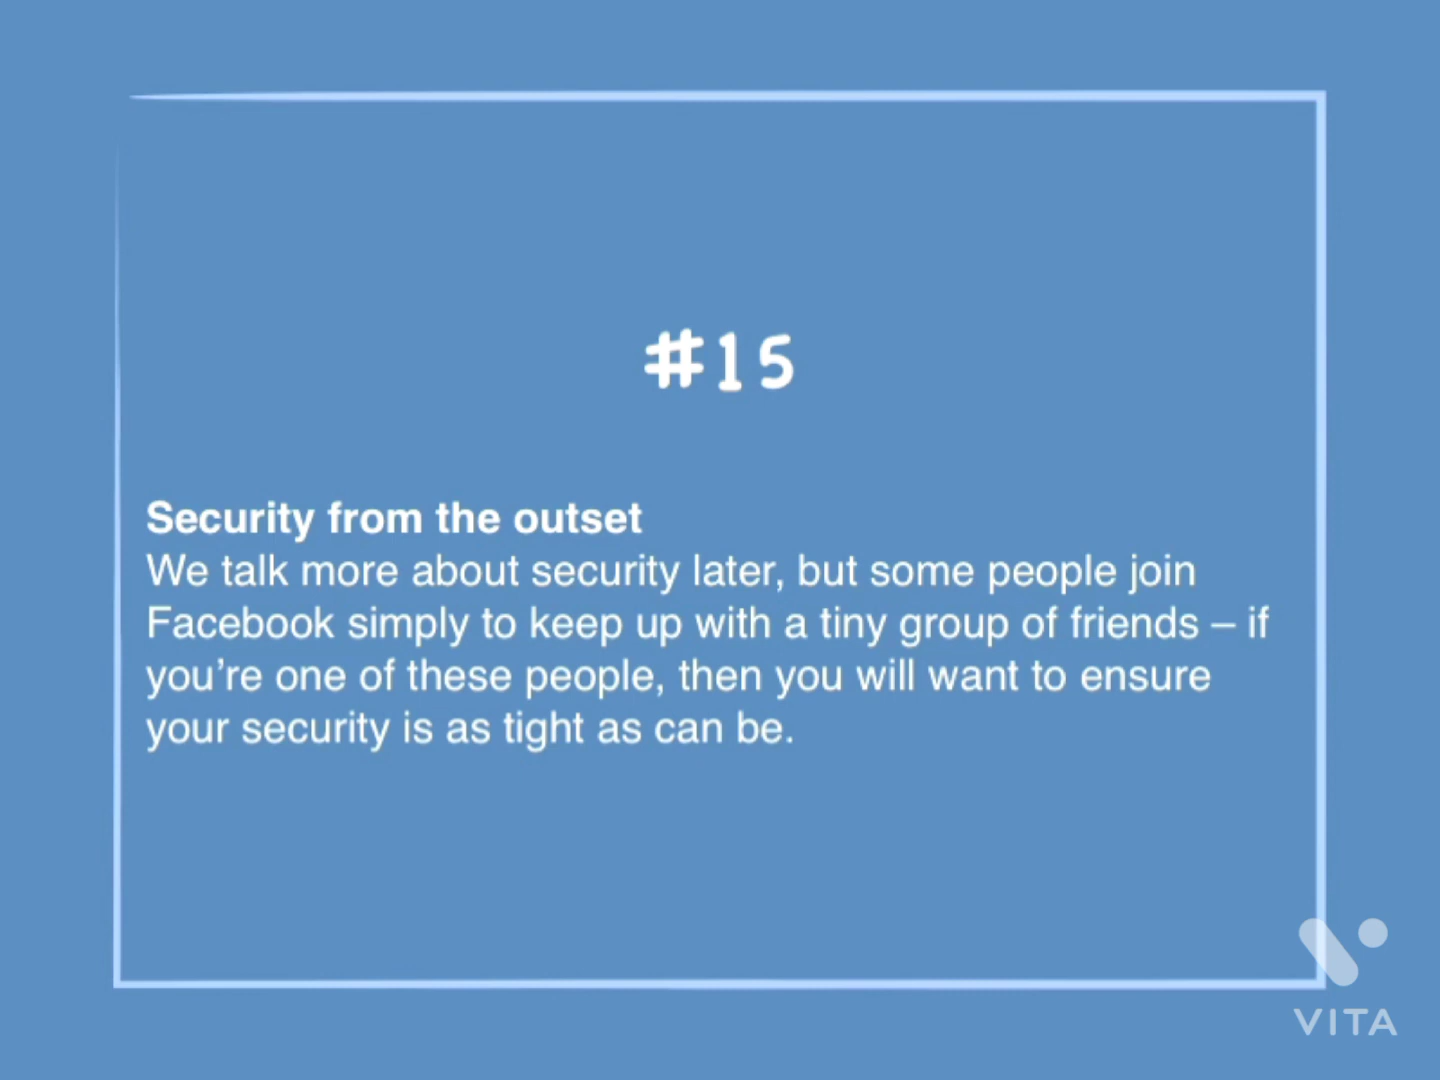 #15
Security from the outset
We talk more about security later, but some people join
Facebook simply to keep up with a tiny group of friends – if
you’re one of these people, then you will want to ensure
your security is as tight as can be.
VITA